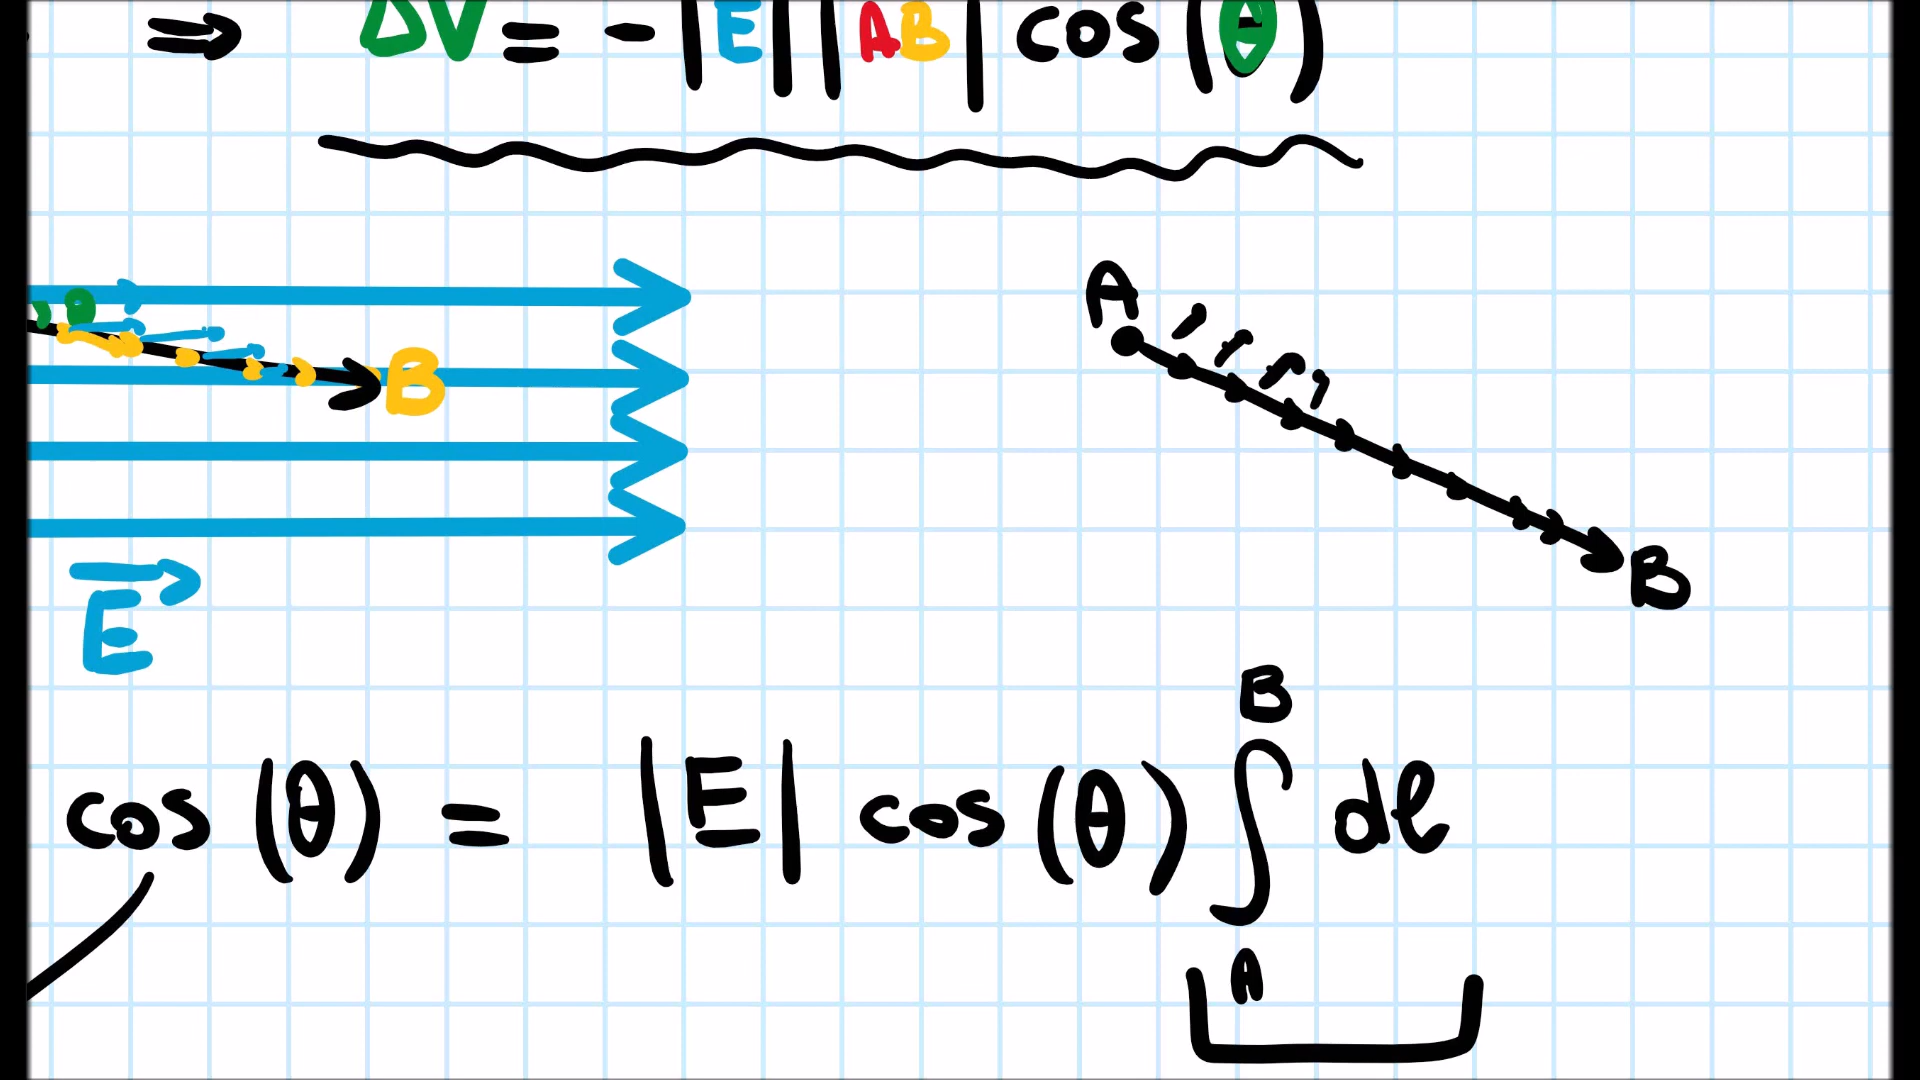 ⇒ ΔV = -|E||AB| cos(θ)
A
θ
B
B
E
B
cos(θ) = |E| cos(θ) ∫ dℓ
A